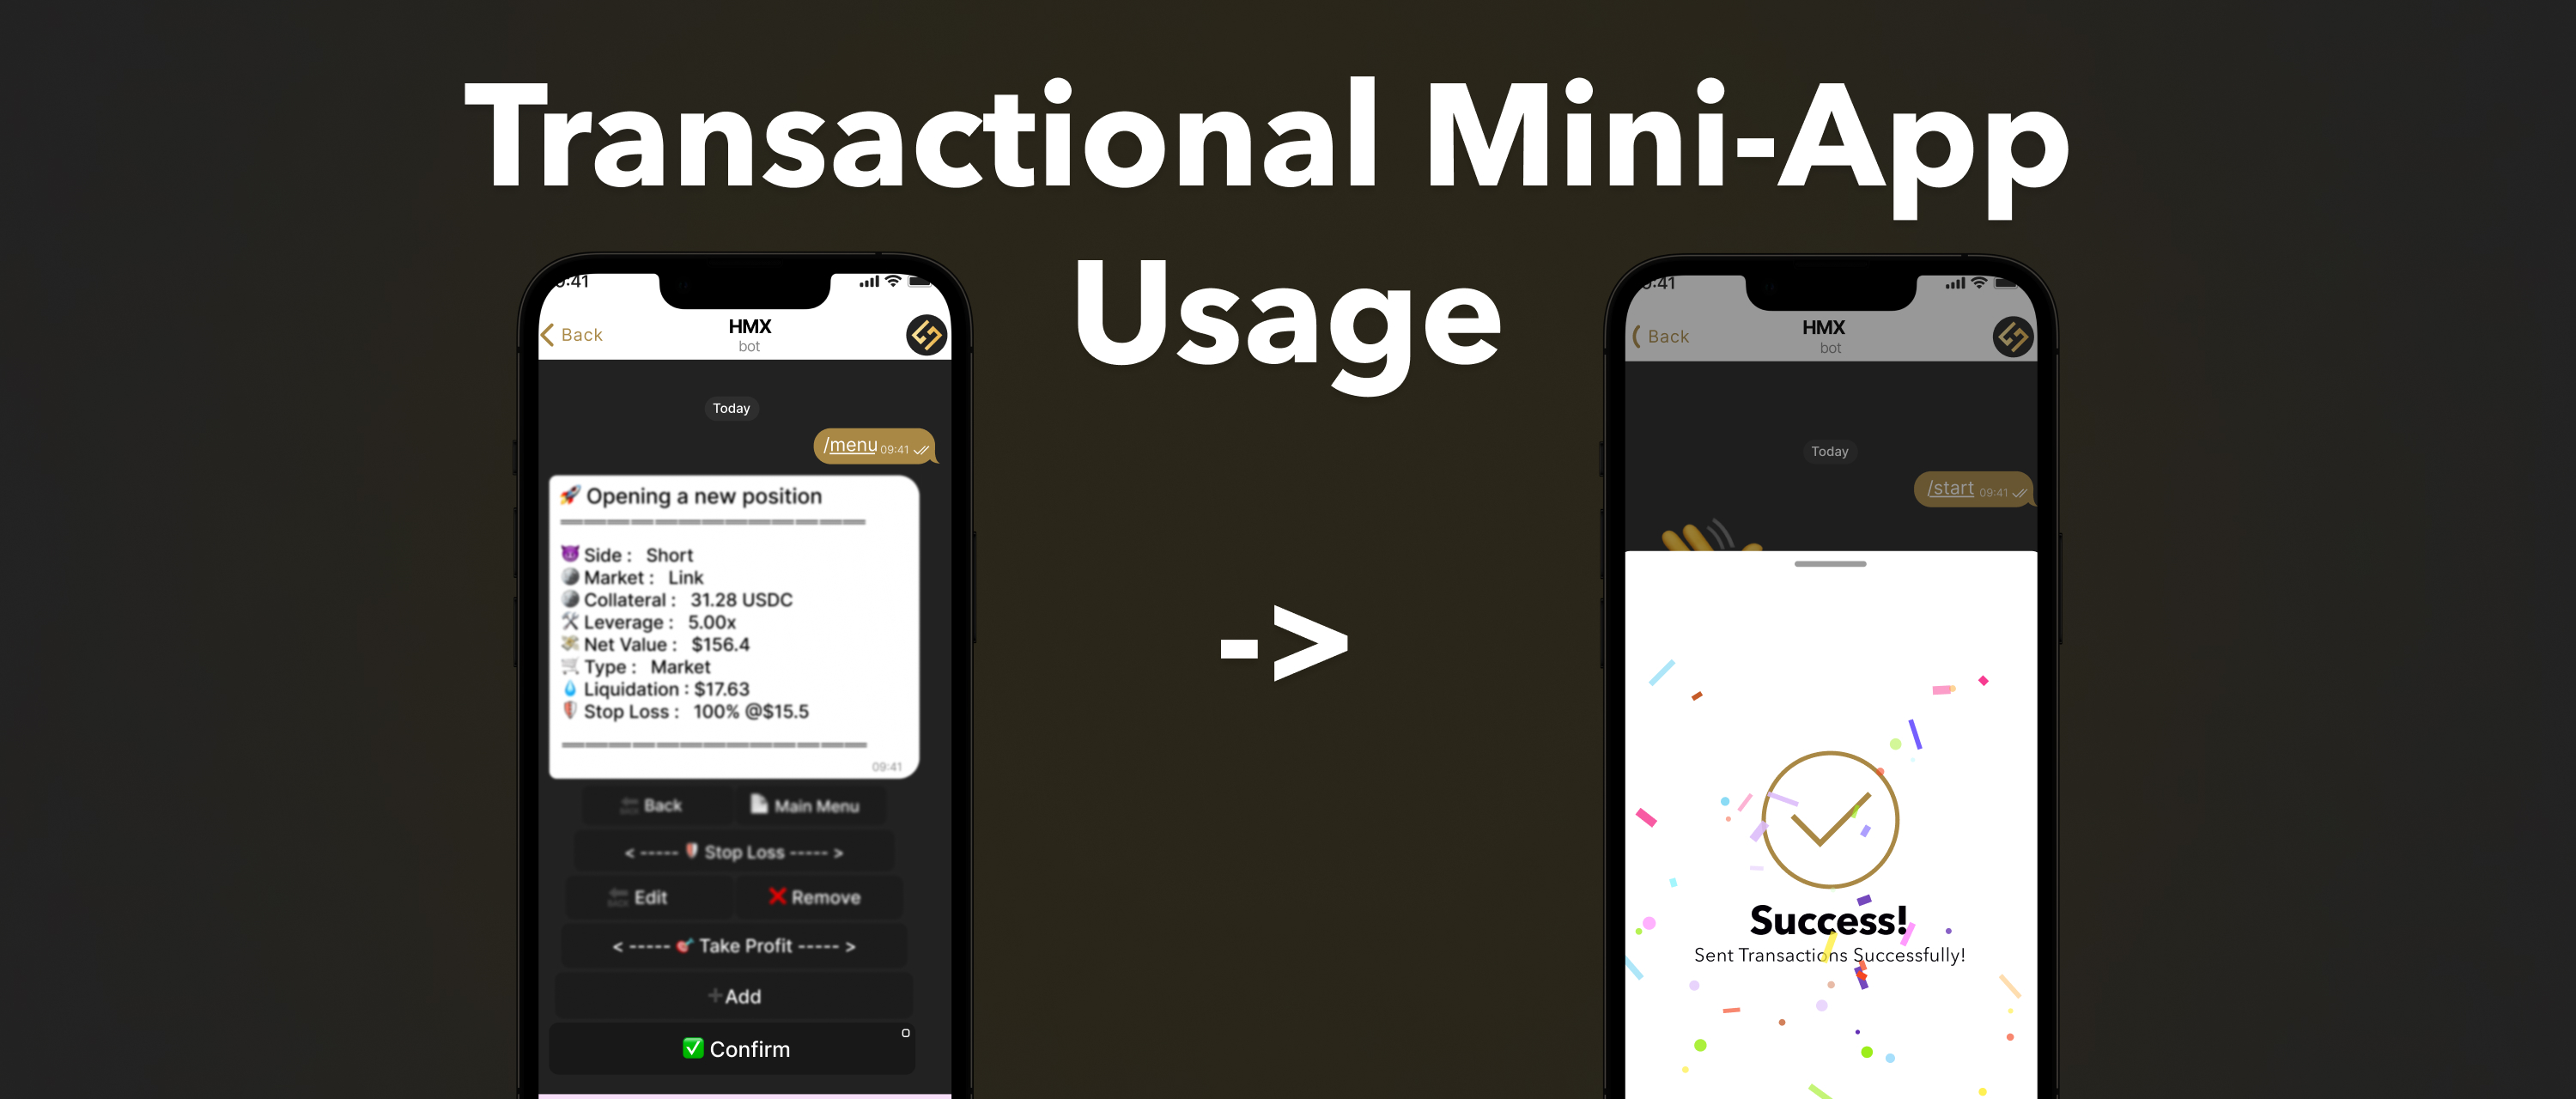 Transactional Mini-App
Usage
9:41
Back
HMX
bot
Today
/menu 09:41
🚀 Opening a new position
😈 Side : Short
Market : Link
Collateral : 31.28 USDC
🛠 Leverage : 5.00x
💸 Net Value : $156.4
🛒 Type : Market
💧 Liquidation : $17.63
Stop Loss : 100% @$15.5
09:41
Back
Main Menu
< ----- Stop Loss ----- >
Edit
❌ Remove
< ----- 🎯 Take Profit ----- >
➕Add
✅ Confirm
->
9:41
Back
HMX
bot
Today
/start 09:41
Success!
Sent Transactions Successfully!